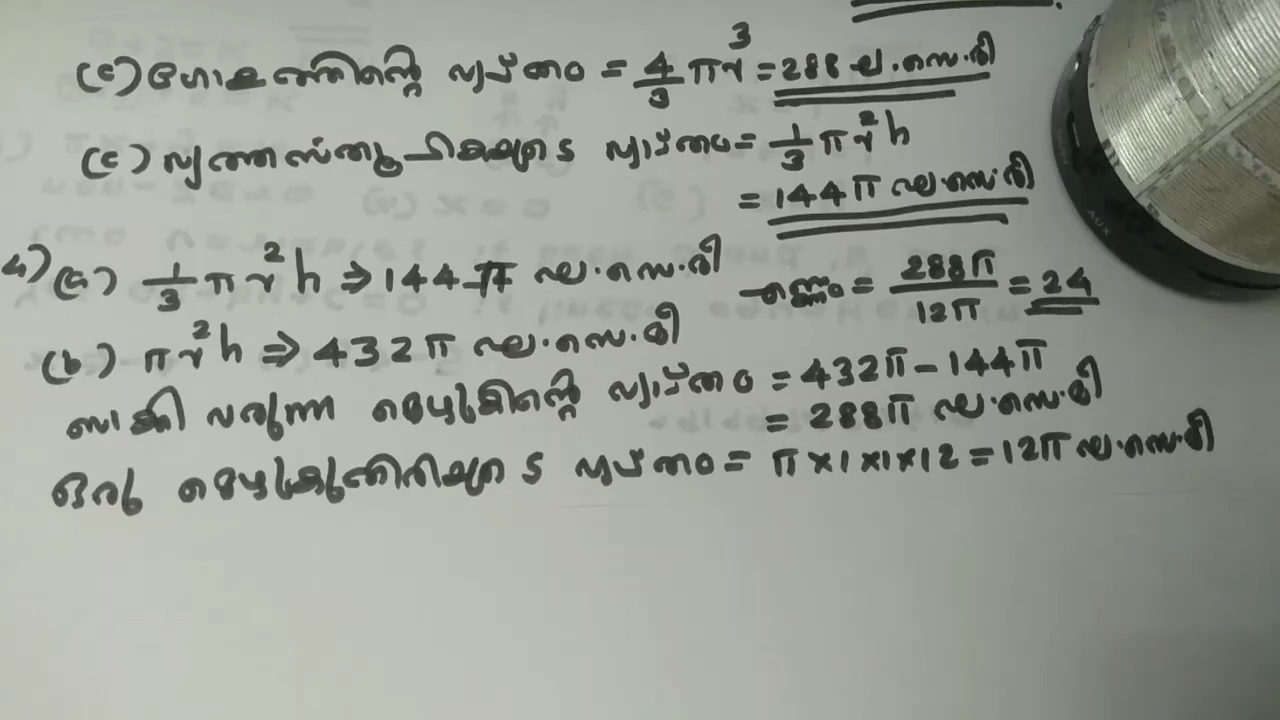 (c) ഗോളത്തിന്റെ വ്യാപ്തം = 4/3 πr³ = 288 ഘ.സെ.മീ
(c) വൃത്തസ്തൂപികയുടെ വ്യാപ്തം = 1/3 πr²h
= 144π ഘ.സെ.മീ
(a) 1/3 πr²h ⇒ 144π ഘ.സെ.മീ എണ്ണം = 288π/12π = 24
(b) πr²h ⇒ 432π ഘ.സെ.മീ
ബാക്കി വരുന്ന മെഴുകിന്റെ വ്യാപ്തം = 432π - 144π
= 288π ഘ.സെ.മീ
ഒരു മെഴുകുതിരിയുടെ വ്യാപ്തം = π×1×1×12 = 12π ഘ.സെ.മീ
AUX